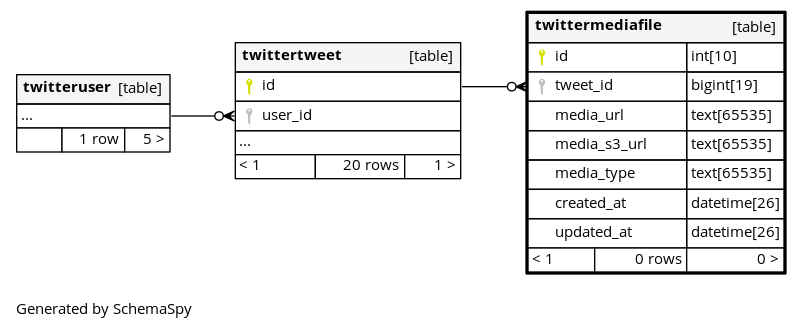 twitteruser [table]
...
1 row 5 >
twittertweet [table]
id
user_id
...
< 1 20 rows 1 >
twittermediafile [table]
id int[10]
tweet_id bigint[19]
media_url text[65535]
media_s3_url text[65535]
media_type text[65535]
created_at datetime[26]
updated_at datetime[26]
< 1 0 rows 0 >
Generated by SchemaSpy